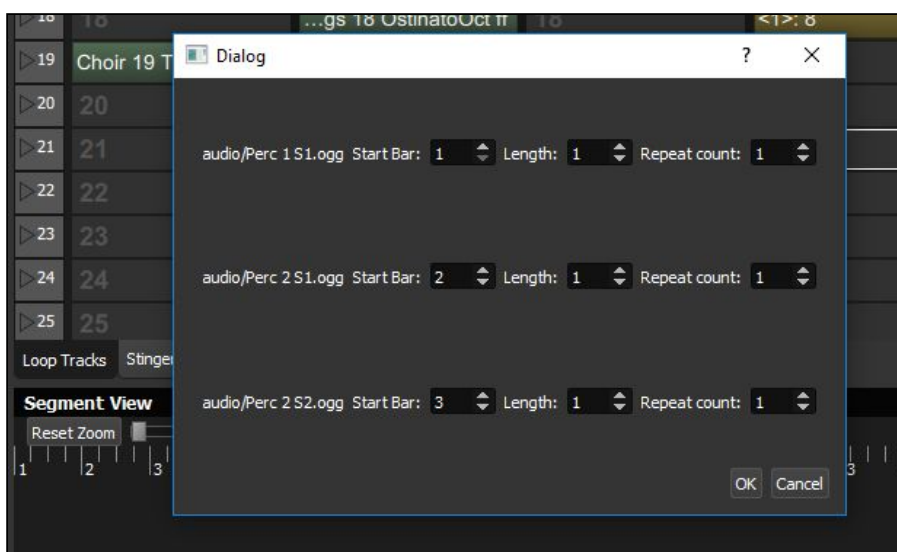 18 18 …gs 18 OstinatoOct ff 18 <1>: 8
19 Choir 19 T
20 20
21 21
22 22
23 23
24 24
25 25
Loop Tracks Stinger
Segment View
Reset Zoom
1 2 3 3
Dialog ?
audio/Perc 1 S1.ogg Start Bar: 1 Length: 1 Repeat count: 1
audio/Perc 2 S1.ogg Start Bar: 2 Length: 1 Repeat count: 1
audio/Perc 2 S2.ogg Start Bar: 3 Length: 1 Repeat count: 1
OK Cancel